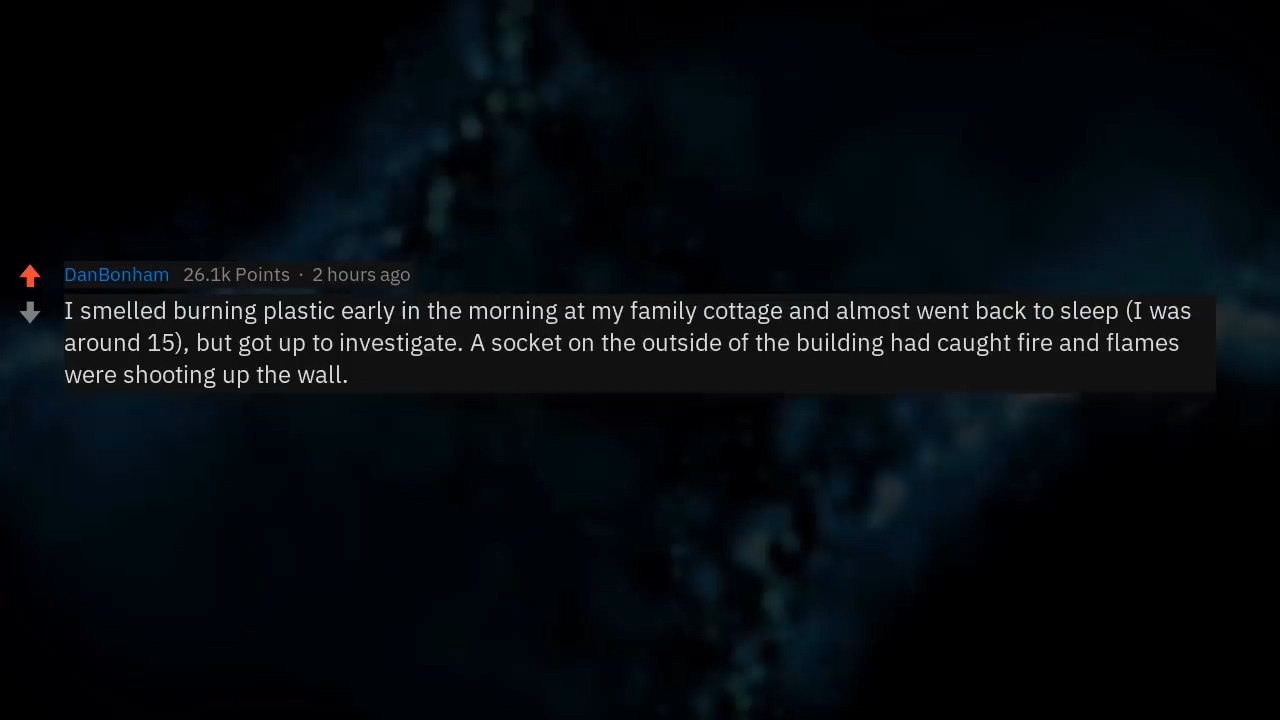 DanBonham 26.1k Points · 2 hours ago
I smelled burning plastic early in the morning at my family cottage and almost went back to sleep (I was
around 15), but got up to investigate. A socket on the outside of the building had caught fire and flames
were shooting up the wall.